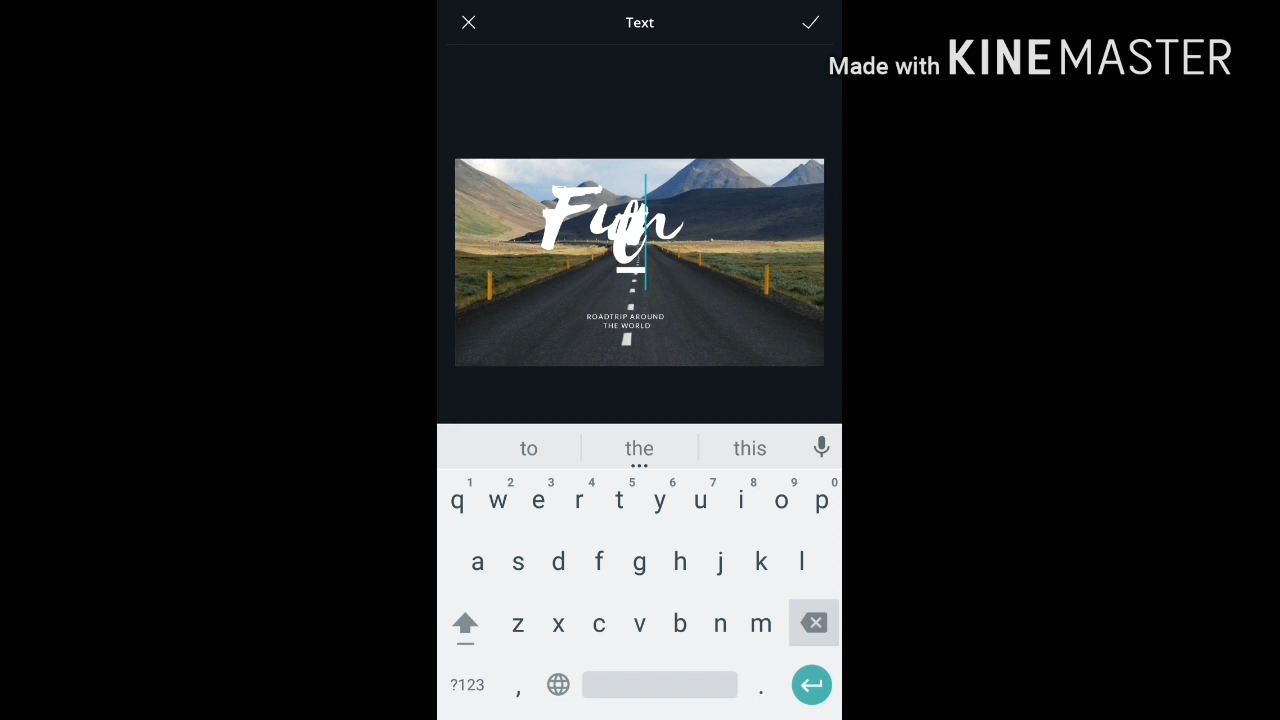 Text
Made with KINEMASTER
Fun
ROADTRIP AROUND
THE WORLD
to the this
1 2 3 4 5 6 7 8 9 0
q w e r t y u i o p
a s d f g h j k l
z x c v b n m
?123 , .